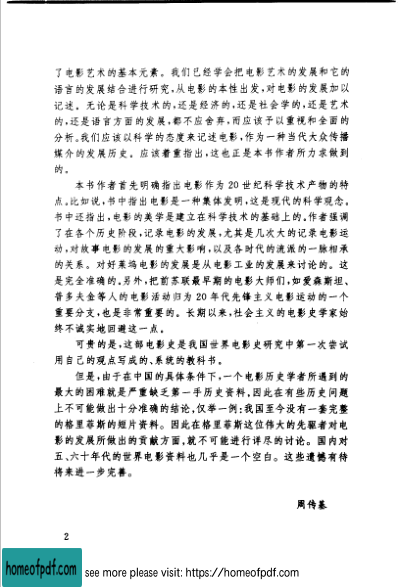 了电影艺术的基本元素。我们已经学会把电影艺术的发展和它的
语言的发展结合进行研究，从电影的本性出发，对电影的发展加以
记述。无论是科学技术的，还是经济的，还是社会学的，还是艺术
的，还是语言方面的发展，都不应舍弃，而应该予以重视和全面的
分析。我们应该以科学的态度来记述电影，作为一种当代大众传播
媒介的发展历史。应该着重指出，这也正是本书作者所力求做到
的。
本书作者首先明确指出电影作为20世纪科学技术产物的特
点。比如说，书中指出电影是一种集体发明，这是现代的科学观念。
书中还指出，电影的美学是建立在科学技术的基础上的。作者强调
了在各个历史阶段，记录电影的发展，尤其是几次大的记录电影运
动，对故事电影的发展的重大影响，以及各时代的流派的一脉相承
的关系。对好莱坞电影的发展是从电影工业的发展来讨论的。这
是完全准确的。另外，把前苏联最早期的电影大师们，如爱森斯坦、
普多夫金等人的电影活动归为20年代先锋主义电影运动的一个
重要分支，也是非常重要的。长期以来，社会主义的电影史学家始
终不诚实地回避这一点。
可贵的是，这部电影史是我国世界电影史研究中第一次尝试
用自己的观点写成的、系统的教科书。
但是，由于在中国的具体条件下，一个电影历史学者所遇到的
最大的困难就是严重缺乏第一手历史资料，因此在有些历史问题
上不可能做出十分准确的结论，仅举一例：我国至今没有一套完整
的格里菲斯的短片资料。因此在格里菲斯这位伟大的先驱者对电
影的发展所做出的贡献方面，就不可能进行详尽的讨论。国内对
五、六十年代的世界电影资料也几乎是一个空白。这些遗憾有待
将来进一步完善。
周传基
2
homeofpdf.com
see more please visit: https://homeofpdf.com